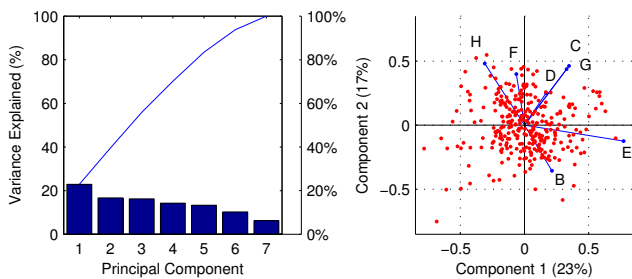 100 100%
80 80%
60 60%
40 40%
20 20%
0 0%
1 2 3 4 5 6 7
Principal Component
Variance Explained (%)
H F C G D E B
0.5
0
−0.5
−0.5 0 0.5
Component 1 (23%)
Component 2 (17%)